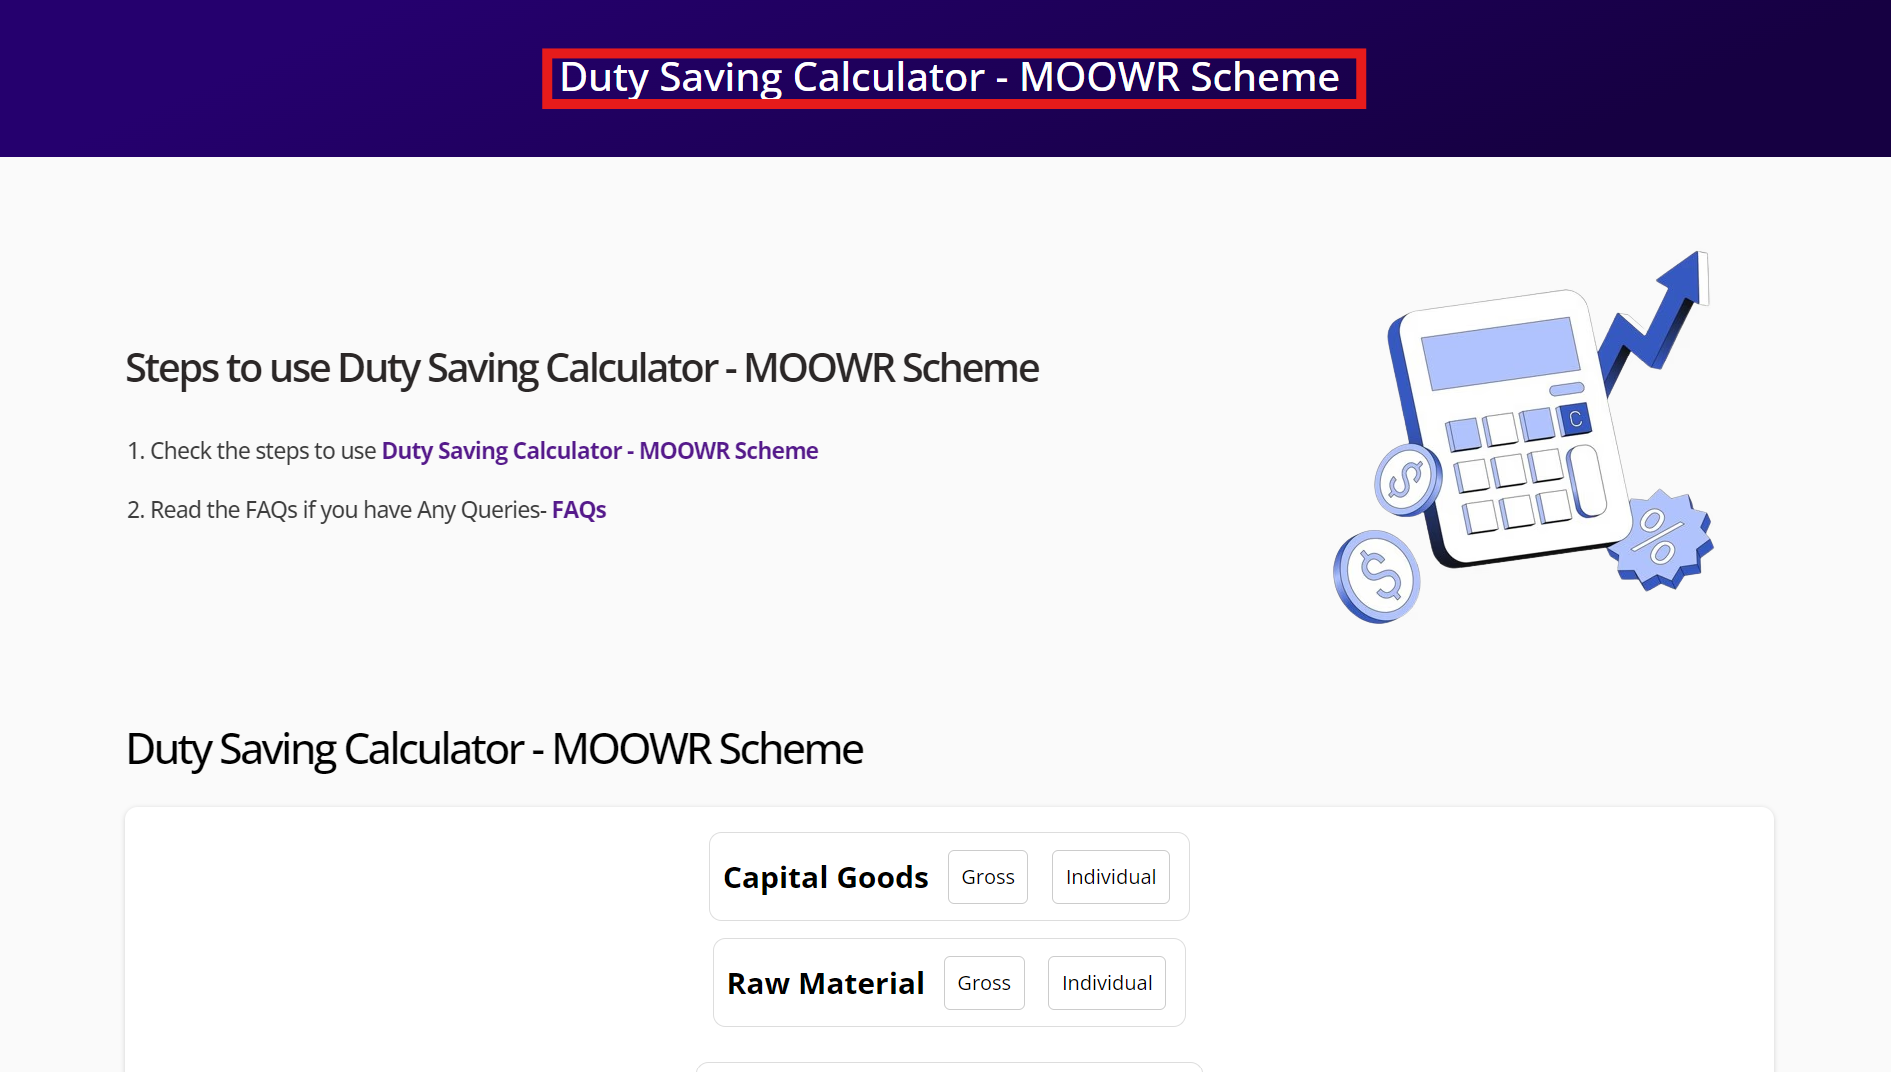 Duty Saving Calculator - MOOWR Scheme
Steps to use Duty Saving Calculator - MOOWR Scheme
1. Check the steps to use Duty Saving Calculator - MOOWR Scheme
2. Read the FAQs if you have Any Queries- FAQs
C
$
%
$
Duty Saving Calculator - MOOWR Scheme
Capital Goods Gross Individual
Raw Material Gross Individual